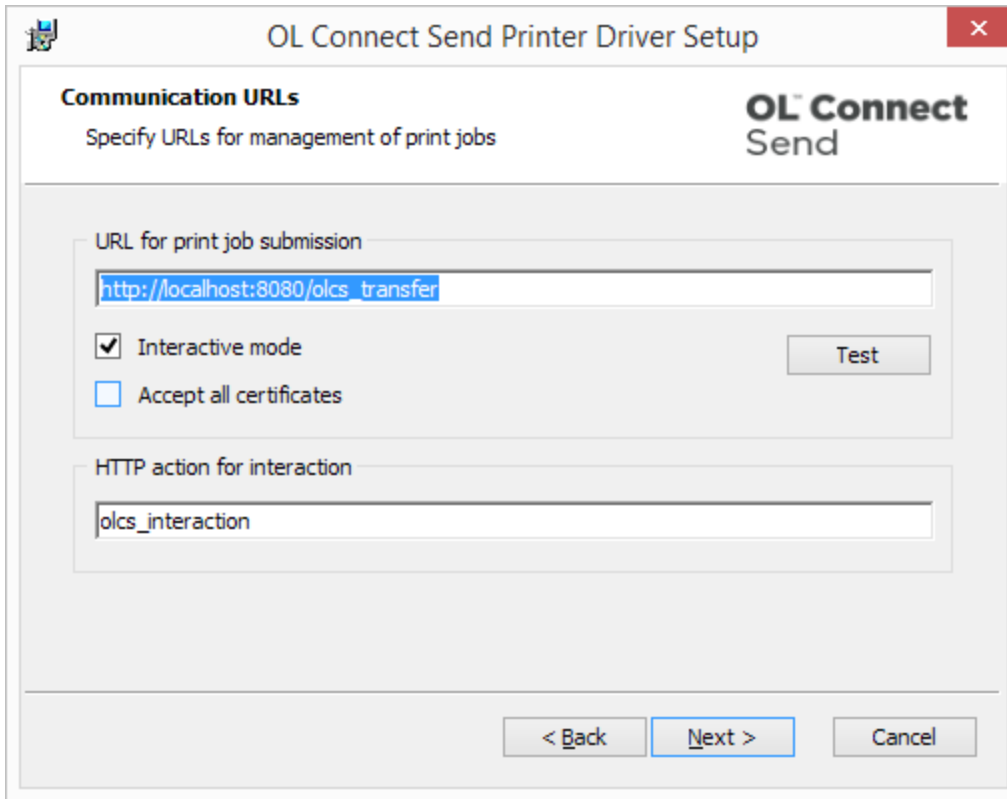 OL Connect Send Printer Driver Setup
Communication URLs
Specify URLs for management of print jobs
OL™ Connect
Send
URL for print job submission
http://localhost:8080/olcs_transfer
Interactive mode
Test
Accept all certificates
HTTP action for interaction
olcs_interaction
< Back
Next >
Cancel